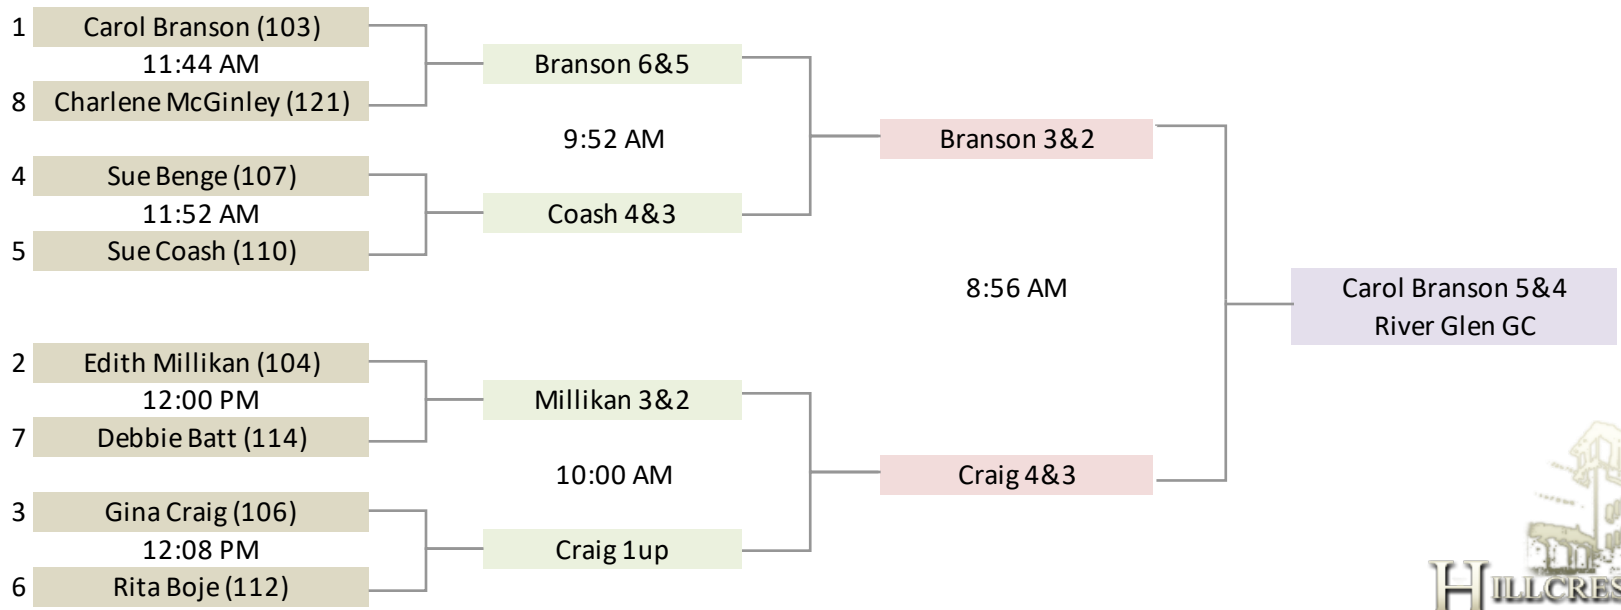 1 Carol Branson (103)
11:44 AM
8 Charlene McGinley (121)
Branson 6&5
9:52 AM
4 Sue Benge (107)
11:52 AM
5 Sue Coash (110)
Coash 4&3
Branson 3&2
8:56 AM
2 Edith Millikan (104)
12:00 PM
7 Debbie Batt (114)
Millikan 3&2
10:00 AM
3 Gina Craig (106)
12:08 PM
6 Rita Boje (112)
Craig 1up
Craig 4&3
Carol Branson 5&4
River Glen GC
HILLCRES